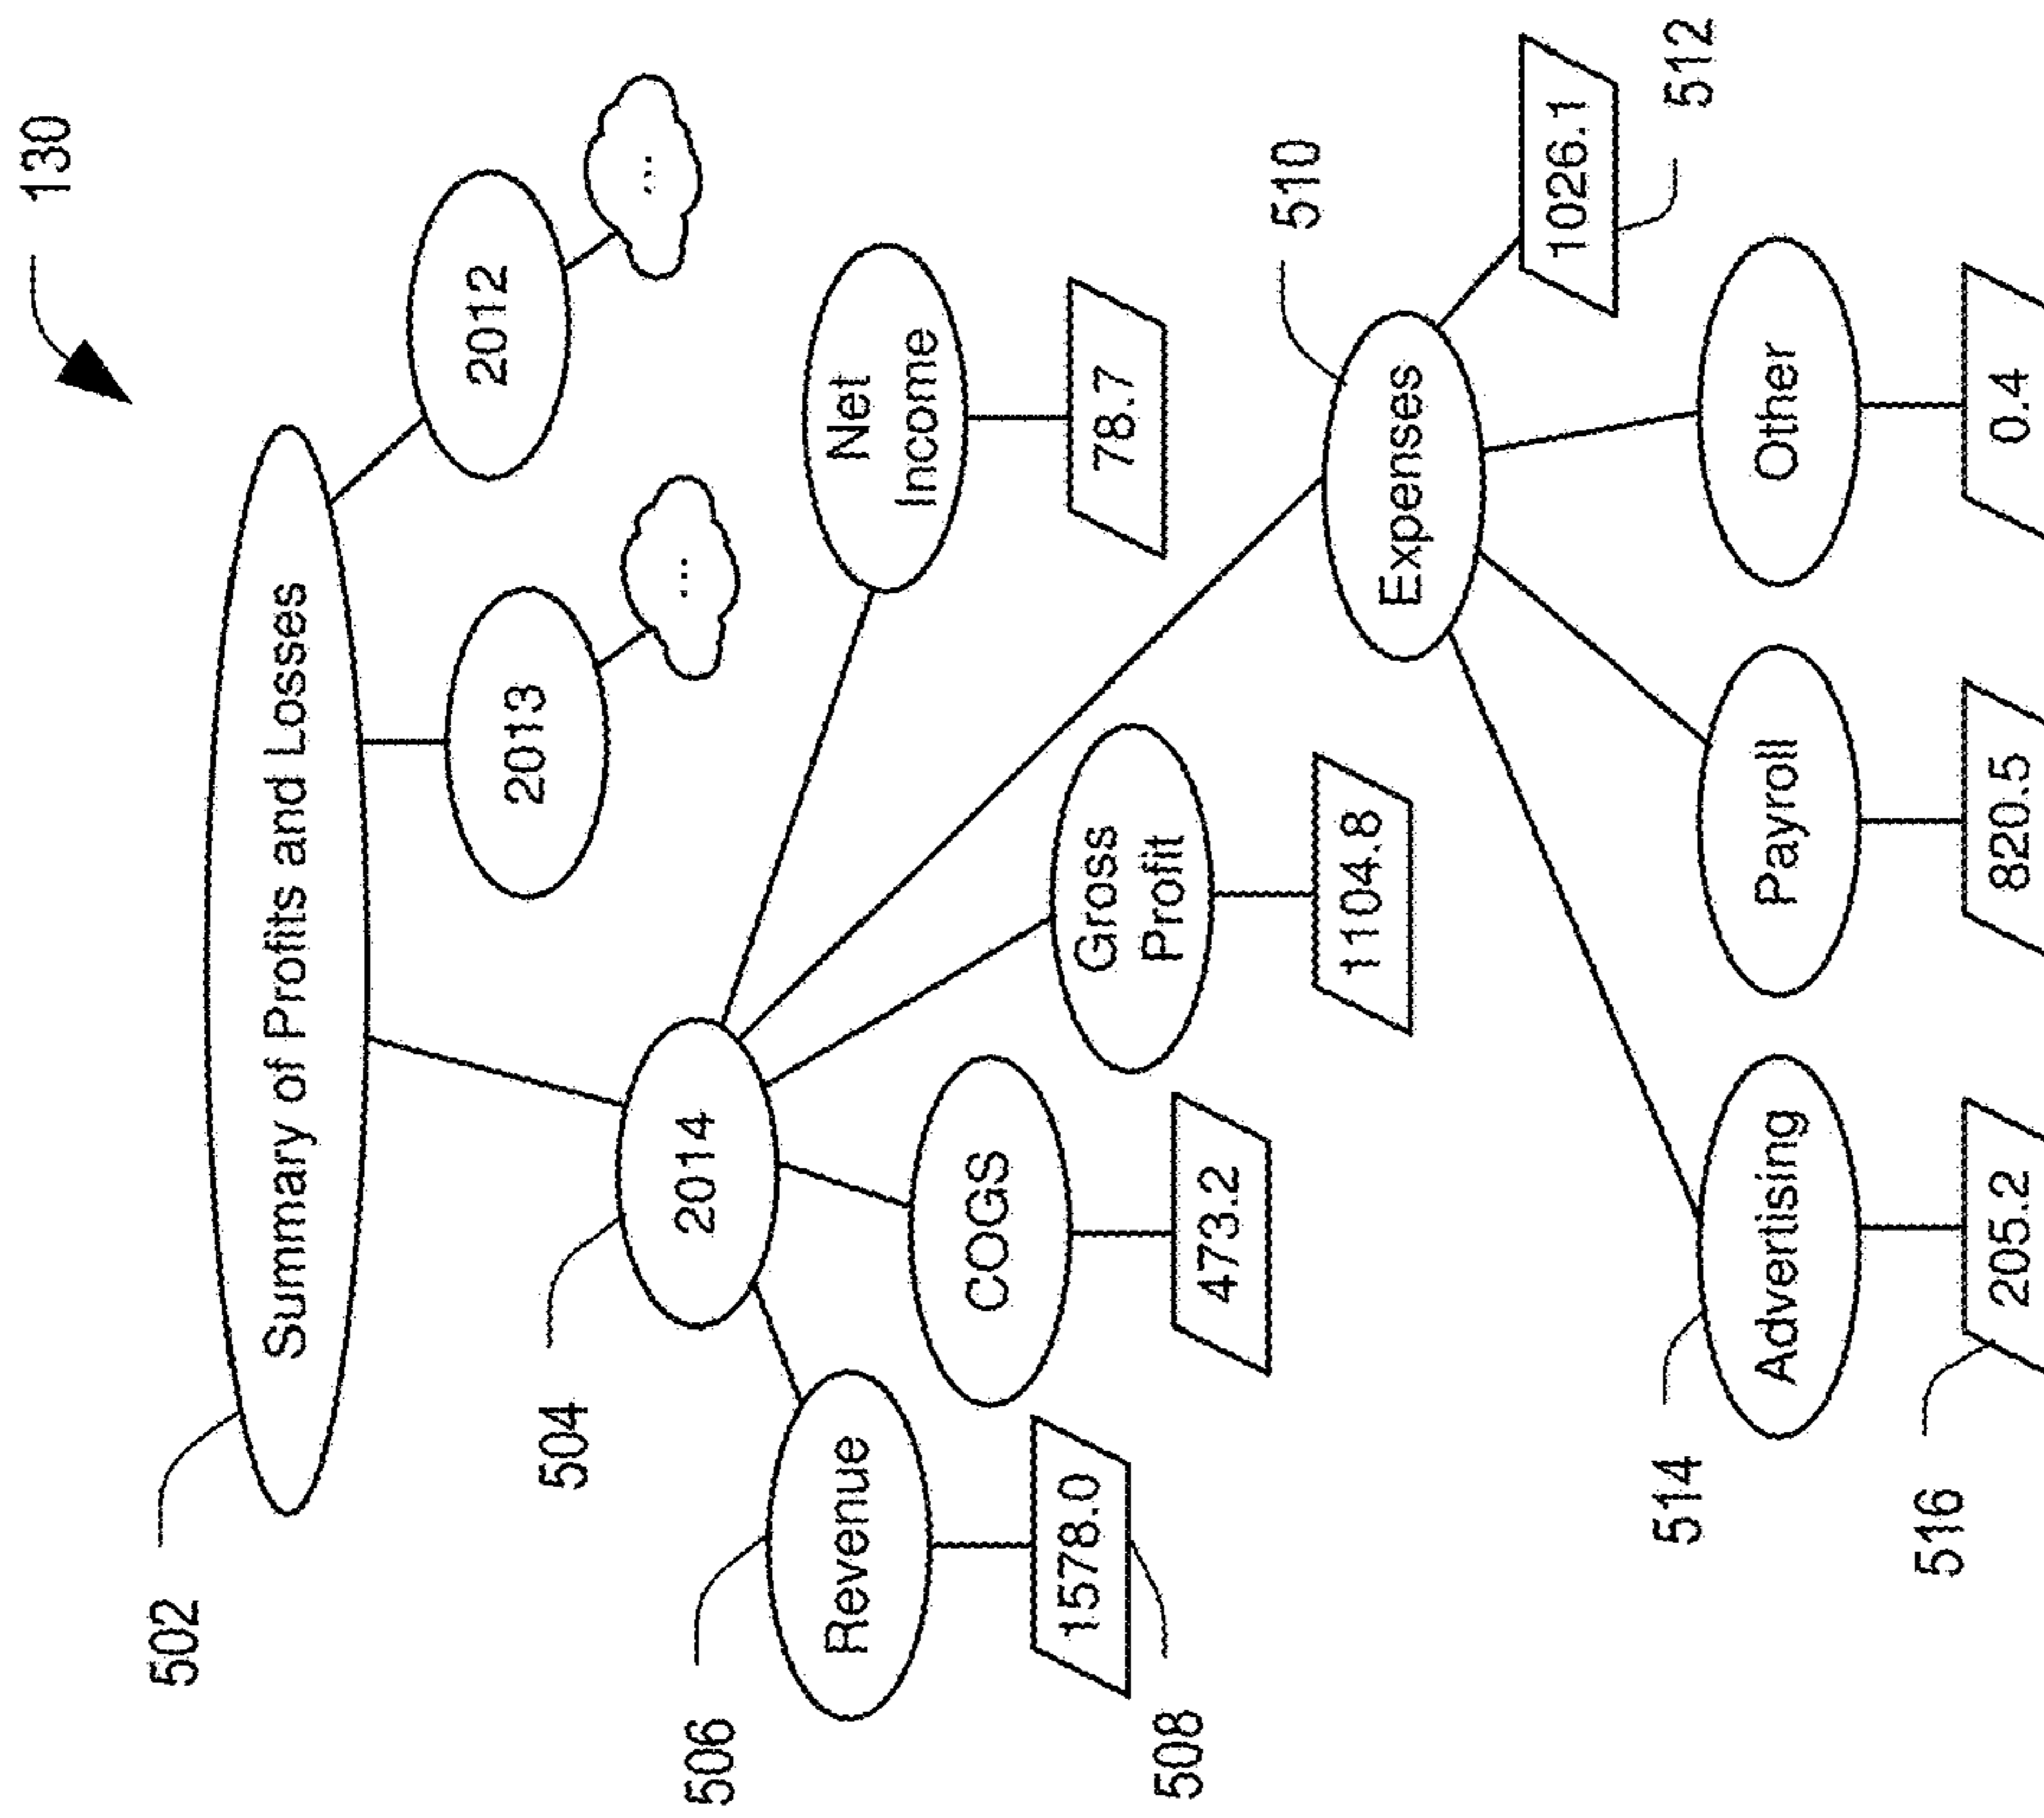 130
502
Summary of Profits and Losses
2012
...
2013
...
504
2014
506
Revenue
1578.0
508
COGS
473.2
Gross
Profit
1104.8
Net
Income
78.7
510
Expenses
1026.1
512
514
Advertising
205.2
516
Payroll
820.5
Other
0.4